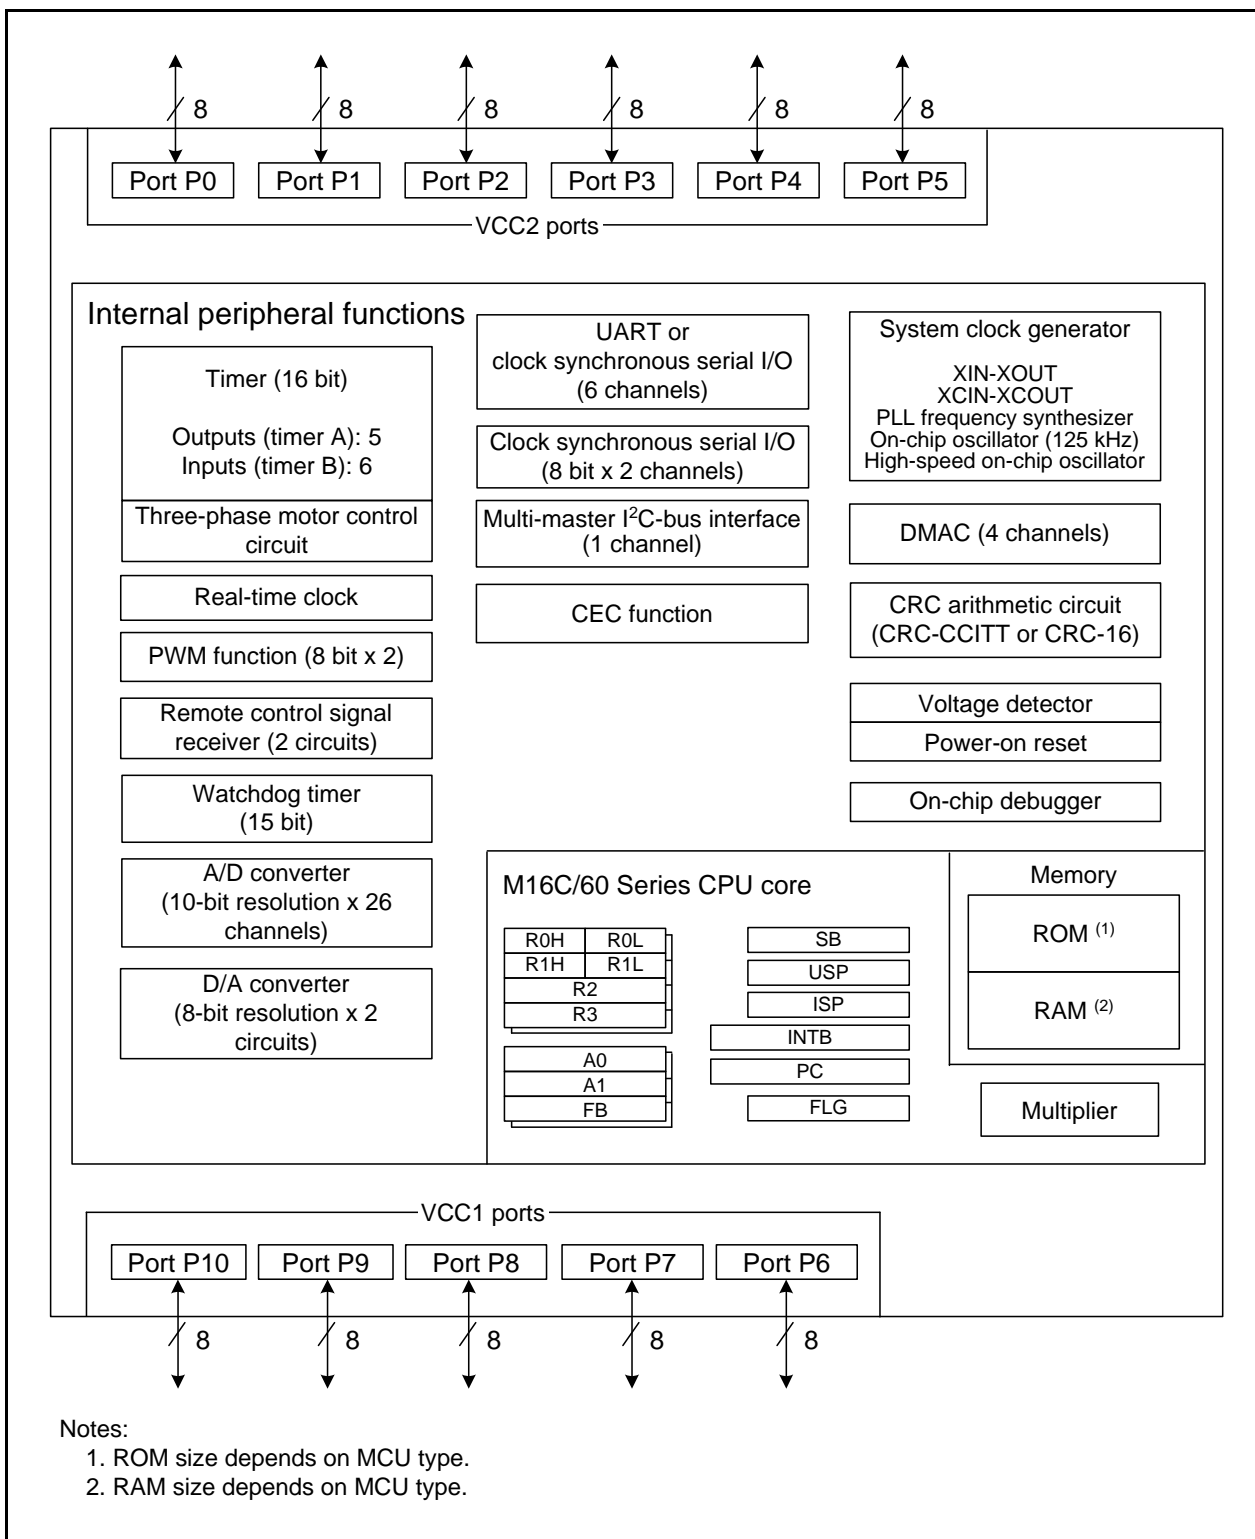 8
8
8
8
8
8
Port P0
Port P1
Port P2
Port P3
Port P4
Port P5
VCC2 ports
Internal peripheral functions
Timer (16 bit)
Outputs (timer A): 5
Inputs (timer B): 6
Three-phase motor control
circuit
Real-time clock
PWM function (8 bit x 2)
Remote control signal
receiver (2 circuits)
Watchdog timer
(15 bit)
A/D converter
(10-bit resolution x 26
channels)
D/A converter
(8-bit resolution x 2
circuits)
UART or
clock synchronous serial I/O
(6 channels)
Clock synchronous serial I/O
(8 bit x 2 channels)
Multi-master I²C-bus interface
(1 channel)
CEC function
System clock generator
XIN-XOUT
XCIN-XCOUT
PLL frequency synthesizer
On-chip oscillator (125 kHz)
High-speed on-chip oscillator
DMAC (4 channels)
CRC arithmetic circuit
(CRC-CCITT or CRC-16)
Voltage detector
Power-on reset
On-chip debugger
M16C/60 Series CPU core
R0H
R0L
R1H
R1L
R2
R3
A0
A1
FB
SB
USP
ISP
INTB
PC
FLG
Memory
ROM (1)
RAM (2)
Multiplier
VCC1 ports
Port P10
Port P9
Port P8
Port P7
Port P6
8
8
8
8
8
Notes:
1. ROM size depends on MCU type.
2. RAM size depends on MCU type.